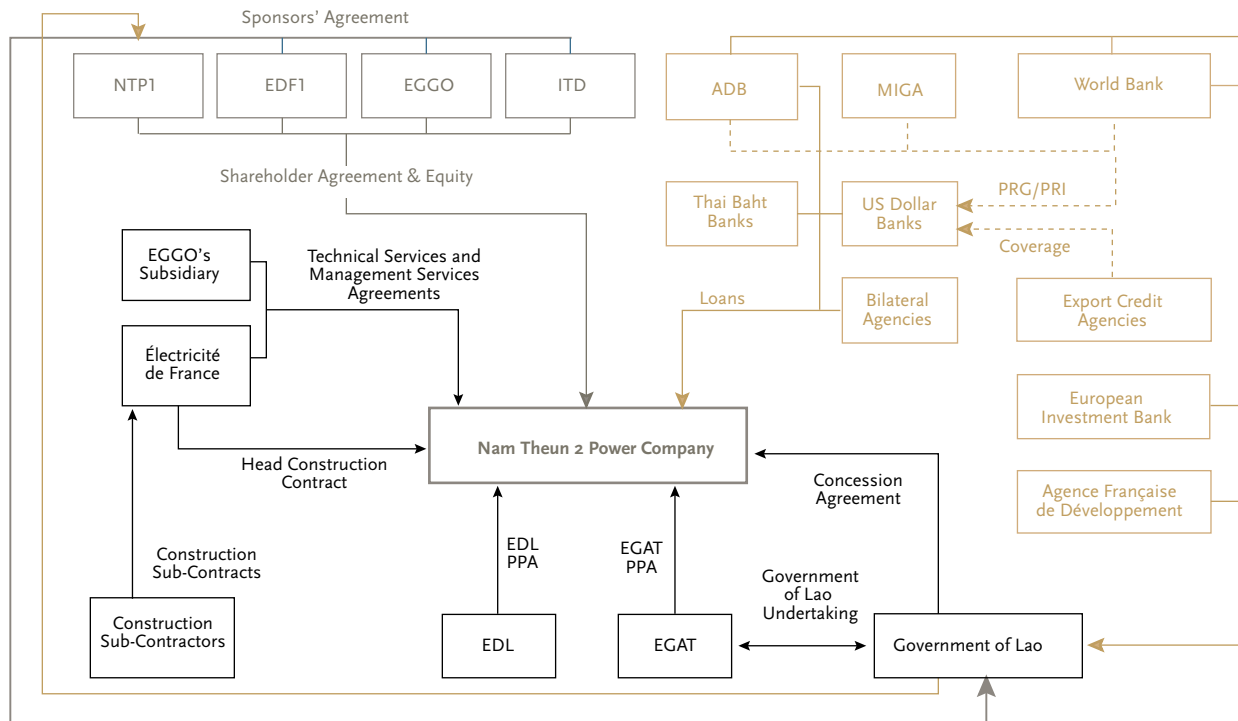 Sponsors' Agreement
NTP1
EDF1
EGGO
ITD
ADB
MIGA
World Bank
Shareholder Agreement & Equity
Thai Baht
Banks
US Dollar
Banks
PRG/PRI
Coverage
EGGO's
Subsidiary
Technical Services and
Management Services
Agreements
Loans
Bilateral
Agencies
Export Credit
Agencies
Électricité
de France
European
Investment Bank
Nam Theun 2 Power Company
Head Construction
Contract
Concession
Agreement
Agence Française
de Développement
Construction
Sub-Contracts
EDL
PPA
EGAT
PPA
Government
of Lao
Undertaking
Construction
Sub-Contractors
EDL
EGAT
Government of Lao